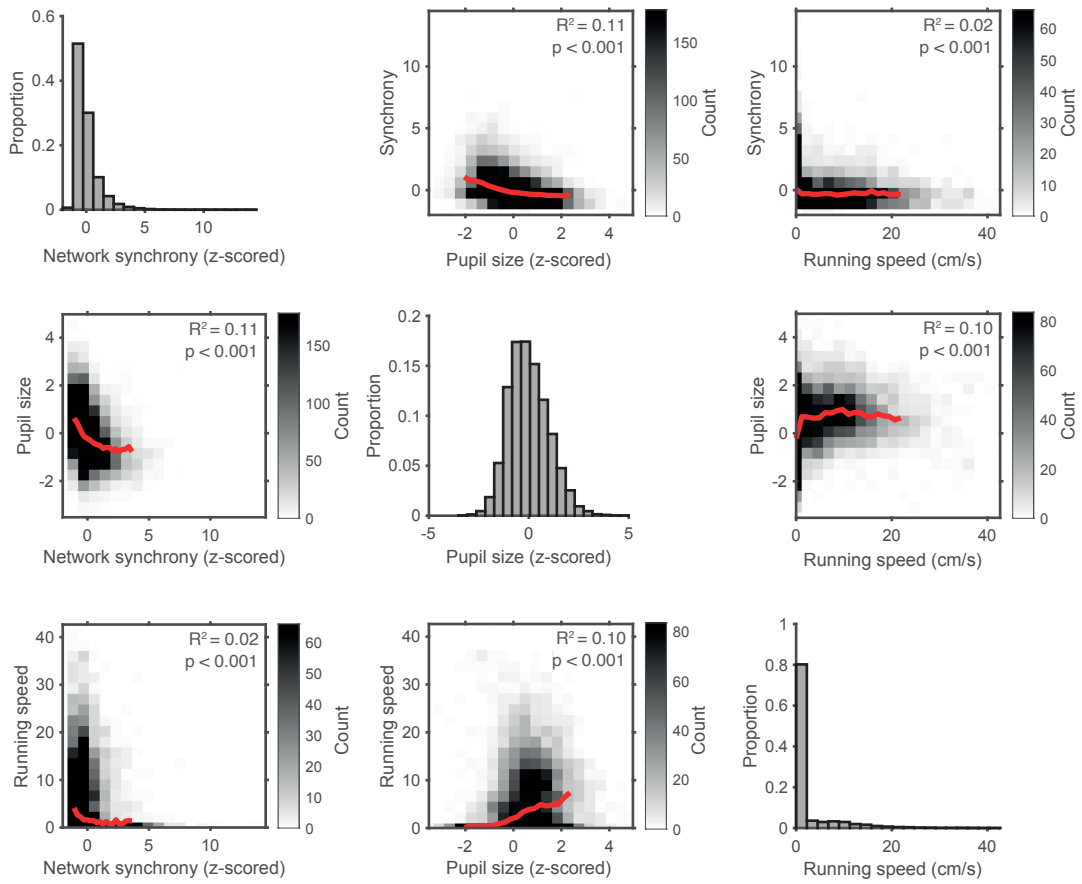 0.6
0.4
0.2
0
Proportion
0
5
10
Network synchrony (z-scored)
R² = 0.11
p < 0.001
10
5
0
Synchrony
-2
0
2
4
Pupil size (z-scored)
150
100
50
0
Count
R² = 0.02
p < 0.001
10
5
0
Synchrony
0
20
40
Running speed (cm/s)
60
50
40
30
20
10
0
Count
R² = 0.11
p < 0.001
4
2
0
-2
Pupil size
0
5
10
Network synchrony (z-scored)
150
100
50
0
Count
0.2
0.15
0.1
0.05
0
Proportion
-5
0
5
Pupil size (z-scored)
R² = 0.10
p < 0.001
4
2
0
-2
Pupil size
0
20
40
Running speed (cm/s)
80
60
40
20
0
Count
R² = 0.02
p < 0.001
40
30
20
10
0
Running speed
0
5
10
Network synchrony (z-scored)
60
50
40
30
20
10
0
Count
R² = 0.10
p < 0.001
40
30
20
10
0
Running speed
-2
0
2
4
Pupil size (z-scored)
80
60
40
20
0
Count
1
0.8
0.6
0.4
0.2
0
Proportion
0
20
40
Running speed (cm/s)